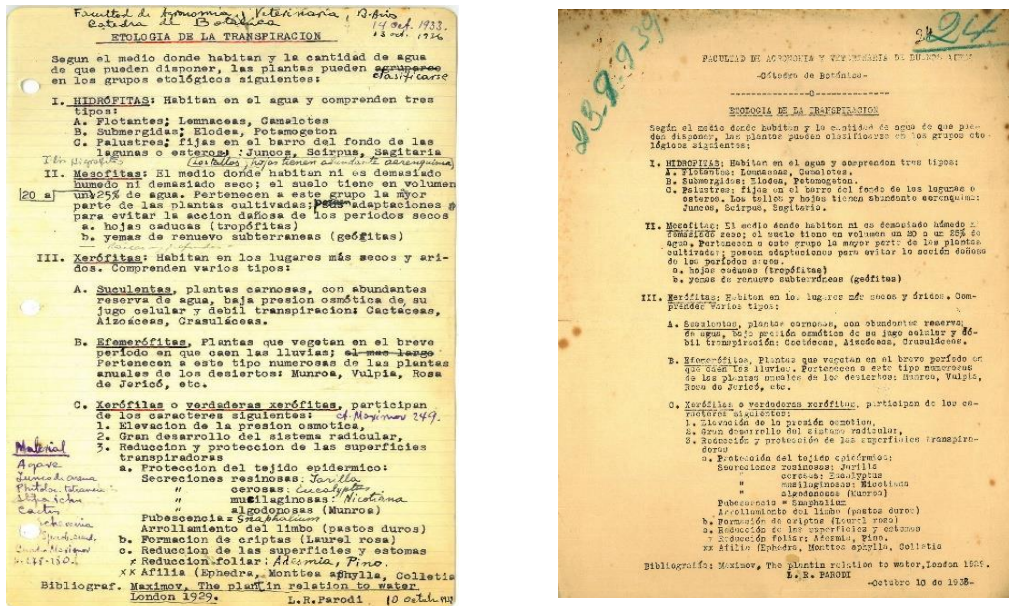 Facultad de Agronomía y Veterinaria, B. Aires
Catedra de Botánica
14 oct. 1933.
13 oct. 1936
ETOLOGIA DE LA TRANSPIRACION
Segun el medio donde habitan y la cantidad de agua
de que pueden disponer, las plantas pueden agruparse
clasificarse
en los grupos etológicos siguientes:
I. HIDRÓFITAS: Habitan en el agua y comprenden tres
tipos:
A. Flotantes: Lemnaceas, Camalotes
B. Submergidas: Elodea, Potamogeton
C. Palustres; fijas en el barro del fondo de las
lagunas o esteros: Juncos, Scirpus, Sagitaria
(Los tallos y hojas tienen abundante aerenquima)
II. Mesofitas: El medio donde habitan ni es demasiado
humedo ni demasiado seco; el suelo tiene en volumen
20 a
un 25% de agua. Pertenecen a este grupo la myor
parte de las plantas cultivadas; adaptaciones
para evitar la accion dañosa de los periodos secos
a. hojas caducas (tropófitas)
b. yemas de renuevo subterraneas (geófitas)
III. Xerófitas: Habitan en los lugares más secos y ari-
dos. Comprenden varios tipos:
A. Suculentas, plantas carnosas, con abundantes
reserva de agua, baja presion osmótica de su
jugo celular y debil transpiracion: Cactaceas,
Aizoáceas, Crasuláceas.
B. Efemerófitas, Plantas que vegetan en el breve
período en que caen las lluvias; el mas largo
Pertenecen a este tipo numerosas de las plantas
anuales de los desiertos: Munroa, Vulpia, Rosa
de Jericó, etc.
C. Xerófilas o verdaderas xerófitas, participan
de los caracteres siguientes: cf. Maximov 249.
1. Elevacion de la presion osmotica,
2. Gran desarrollo del sistema radicular,
3. Reduccion y proteccion de las superficies
transpiradoras
a. Proteccion del tejido epidermico:
Secreciones resinosas: Jarilla
" cerosas: Eucalyptus
" mucilaginosas: Nicotiana
" algodonosas (Munroa)
Pubescencia = Gnaphalium
Arrollamiento del limbo (pastos duros)
b. Formacion de criptas (Laurel rosa)
c. Reduccion de las superficies y estomas
x Reduccion foliar: Adesmia, Pino.
xx Afilia (Ephedra, Monttea aphylla, Colletia
Material
Agave
Junco de arena
Cactus
Echeveria
Bibliograf. Maximov, The plant in relation to water
London 1929.
L.R.Parodi
10 Octubre
24
24
23 8 939
FACULTAD DE AGRONOMIA Y VETERINARIA DE BUENOS AIRES
-Cátedra de Botánica-
ETOLOGIA DE LA TRANSPIRACION
Según el medio donde habitan y la cantidad de agua de que pue-
den disponer, las plantas pueden clasificarse en los grupos eto-
lógicos siguientes:
I. HIDROFITAS: Habitan en el agua y comprenden tres tipos:
A. Flotantes: Lemnaceas, Camalotes.
B. Submergidas: Elodea, Potamogeton.
C. Palustres: fijas en el barro del fondo de las lagunas o
esteros. Los tallos y hojas tienen abundante aerenquima:
Juncos, Scirpus, Sagitaria.
II. Mesofitas: El medio donde habitan ni es demasiado húmedo n
demasiado seco; el suelo tiene en volumen un 20 a un 25% de
agua. Pertenecen a este grupo la mayor parte de las plantas
cultivadas; poseen adaptaciones para evitar la acción dañosa
de los períodos secos.
a. hojas caducas (tropófitas)
b. yemas de renuevo subterráneas (geófitas)
III. Xerófitas: Habitan en los lugares más secos y áridos. Com-
prenden varios tipos:
A. Suculentas, plantas carnosas, con abundantes reserva
de agua, baja presión osmótica de su jugo celular y dé-
bil transpiración: Cactáceas, Aizoáceas, Crasuláceas.
B. Efemerófitas, Plantas que vegetan en el breve período en
que caen las lluvias. Pertenecen a este tipo numerosas
de las plantas anuales de los desiertos: Munroa, Vulpia,
Rosa de Jericó, etc.
C. Xerófitas o verdaderas xerófitas, participan de los ca-
racteres siguientes:
1. Elevación de la presión osmótica,
2. Gran desarrollo del sistema radicular,
3. Reducción y protección de las superficies transpira-
doras
a. Protección del tejido epidérmico:
Secreciones resinosas: Jarilla
" cerosas: Eucalyptus
" mucilaginosas: Nicotiana
" algodonosas (Munroa)
Pubescencia = Gnaphalium
Arrollamiento del limbo (pastos duros)
b. Formación de criptas (Laurel rosa)
c. Reducción de las superficies y estomas
x Reducción foliar: Adesmia, Pino.
xx Afilia (Ephedra, Monttea aphylla, Colletia
Bibliografía: Maximov, The plantin relation to water, London 1929.
L. R. PARODI
-Octubre 10 de 1938-